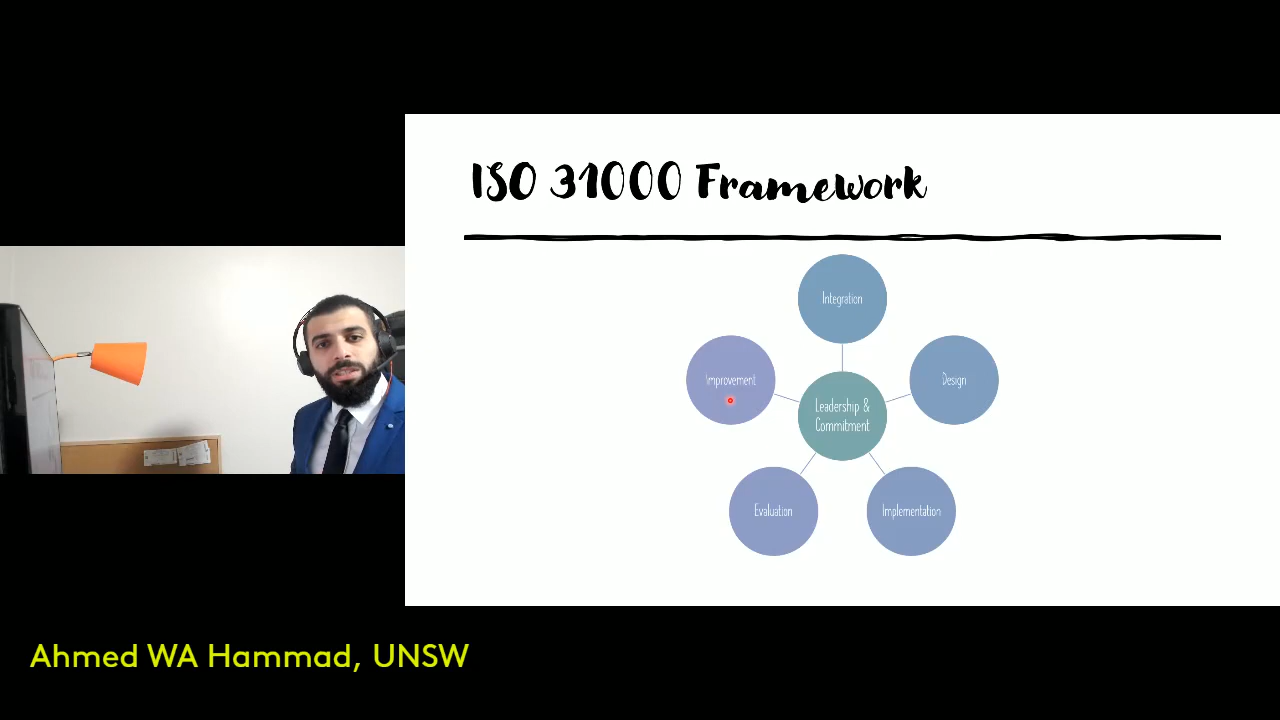 ISO 31000 Framework
Integration
Improvement
Design
Leadership &
Commitment
Evaluation
Implementation
Ahmed WA Hammad, UNSW